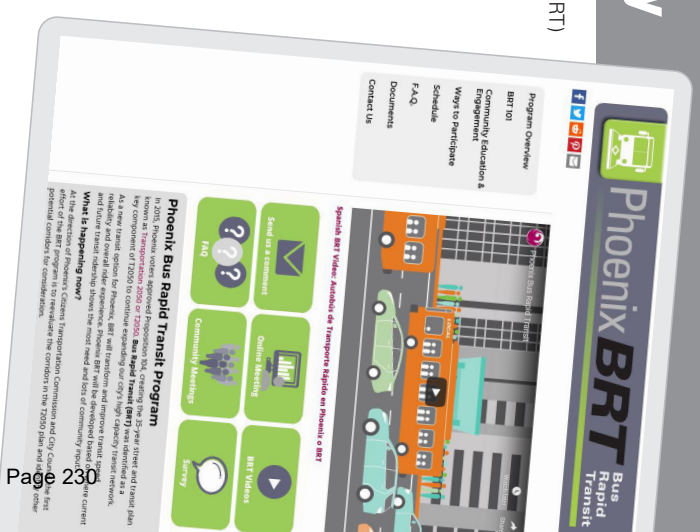 RT)
Phoenix BRT
Bus
Rapid
Transit
Program Overview
BRT 101
Community Education &
Engagement
Ways to Participate
Schedule
F.A.Q.
Documents
Contact Us
Phoenix Bus Rapid Transit
Spanish BRT Video: Autobús de Transporte Rápido en Phoenix o BRT
Send us a comment
Online Meeting
BRT Videos
FAQ
Community Meetings
Survey
Phoenix Bus Rapid Transit Program
In 2015, Phoenix voters approved Proposition 104, creating the 35-year street and transit plan
known as Transportation 2050 or T2050. Bus Rapid Transit (BRT) was identified as a
key component of T2050 to continue expanding our city's high capacity transit network.
As a new transit option for Phoenix, BRT will transform and improve transit speed,
reliability and overall rider experience. Phoenix BRT will be developed based on where current
and future transit ridership shows the most need and lots of community input.
What is happening now?
At the direction of Phoenix's Citizens Transportation Commission and City Council, the first
effort of the BRT program is to reevaluate the corridors in the T2050 plan and identify other
potential corridors for consideration.
Page 230